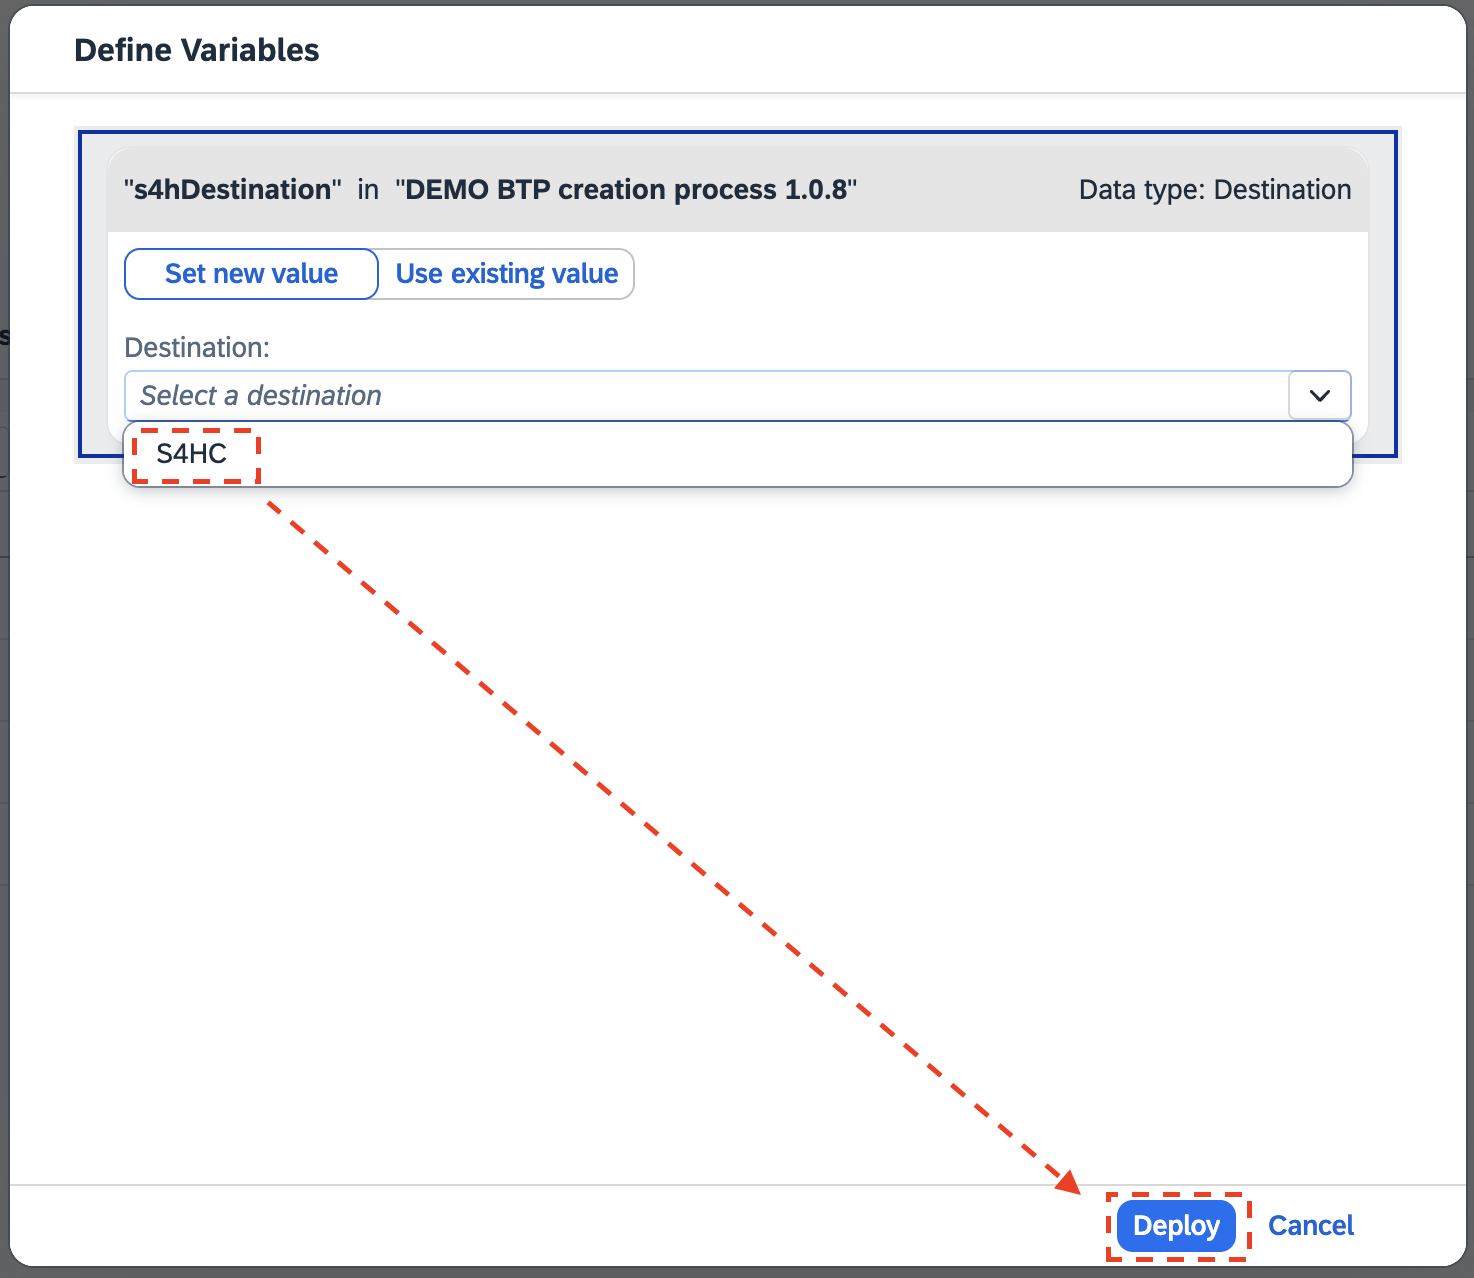 Define Variables
"s4hDestination" in "DEMO BTP creation process 1.0.8" Data type: Destination
Set new value Use existing value
Destination:
Select a destination
S4HC
Deploy Cancel